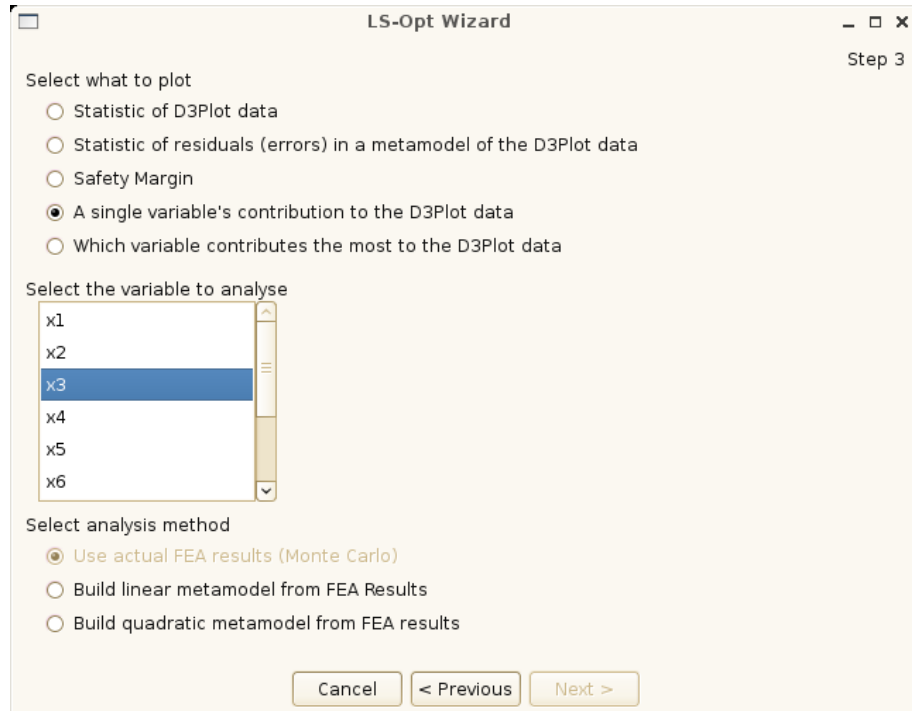 LS-Opt Wizard
Step 3
Select what to plot
Statistic of D3Plot data
Statistic of residuals (errors) in a metamodel of the D3Plot data
Safety Margin
A single variable's contribution to the D3Plot data
Which variable contributes the most to the D3Plot data
Select the variable to analyse
x1
x2
x3
x4
x5
x6
Select analysis method
Use actual FEA results (Monte Carlo)
Build linear metamodel from FEA Results
Build quadratic metamodel from FEA results
Cancel
< Previous
Next >